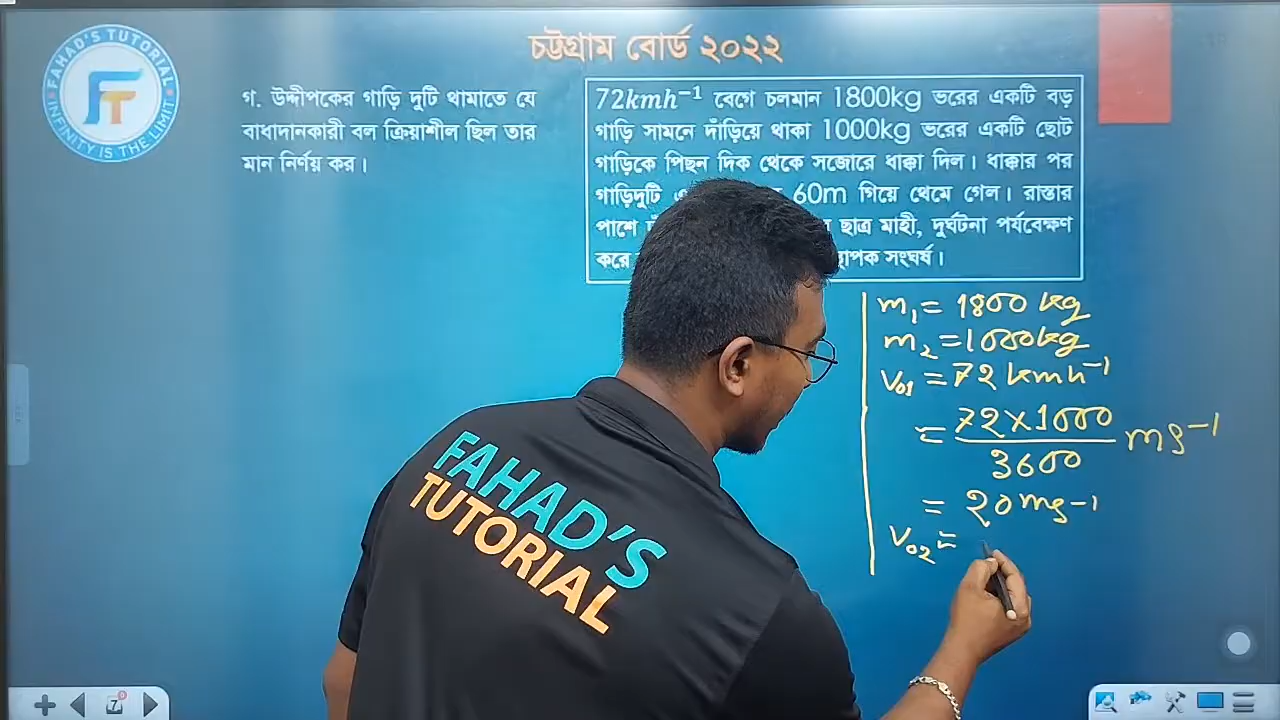 চট্টগ্রাম বোর্ড ২০২২
FAHAD'S TUTORIAL
INFINITY IS THE LIMIT
FT
গ. উদ্দীপকের গাড়ি দুটি থামাতে যে
বাধাদানকারী বল ক্রিয়াশীল ছিল তার
মান নির্ণয় কর।
72kmh⁻¹ বেগে চলমান 1800kg ভরের একটি বড়
গাড়ি সামনে দাঁড়িয়ে থাকা 1000kg ভরের একটি ছোট
গাড়িকে পিছন দিক থেকে সজোরে ধাক্কা দিল। ধাক্কার পর
গাড়িদুটি 60m গিয়ে থেমে গেল। রাস্তার
পাশে ছাত্র মাহী, দুর্ঘটনা পর্যবেক্ষণ
করে সংঘর্ষ।
m₁ = 1800 kg
m₂ = 1000kg
v₀₁ = 72 kmh⁻¹
= 72×1000/3600 ms⁻¹
= 20 ms⁻¹
v₀₂ =
FAHAD'S
TUTORIAL
7